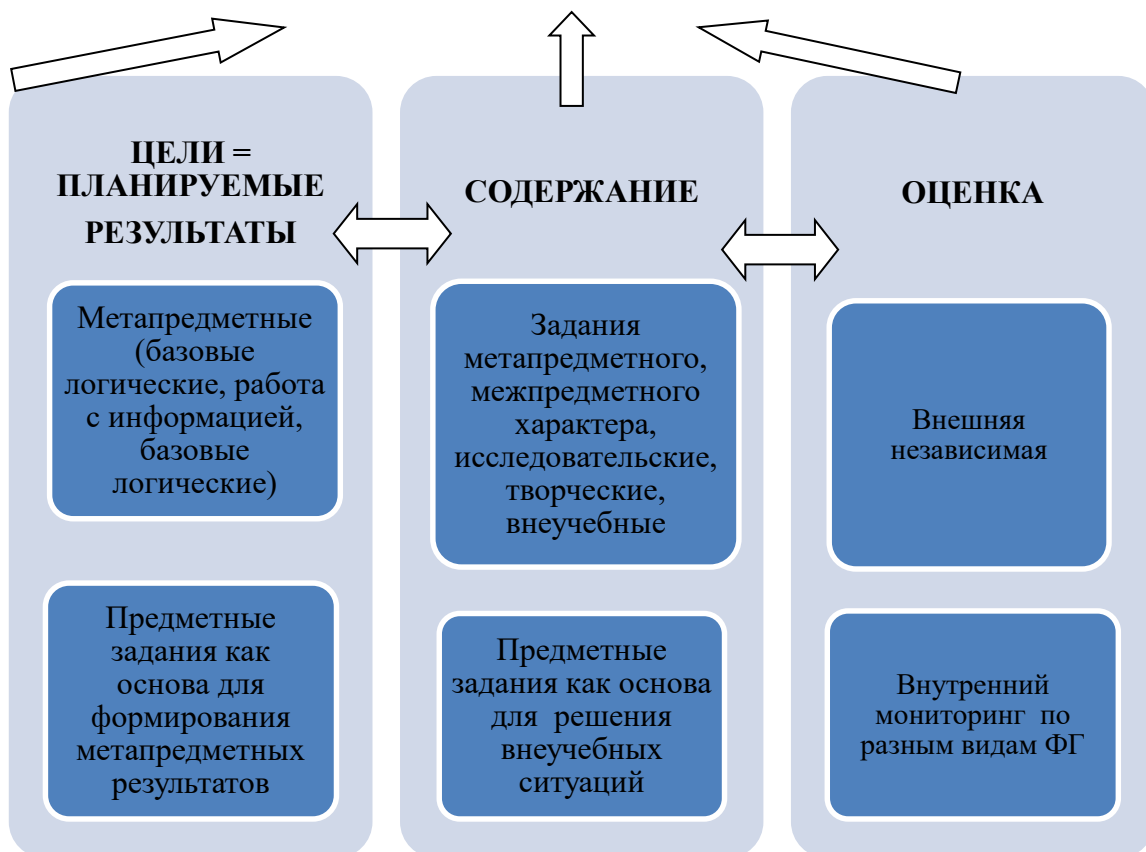 ЦЕЛИ =
ПЛАНИРУЕМЫЕ
РЕЗУЛЬТАТЫ
Метапредметные
(базовые
логические, работа
с информацией,
базовые
логические)
Предметные
задания как
основа для
формирования
метапредметных
результатов
СОДЕРЖАНИЕ
Задания
метапредметного,
межпредметного
характера,
исследовательские,
творческие,
внеучебные
Предметные
задания как основа
для решения
внеучебных
ситуаций
ОЦЕНКА
Внешняя
независимая
Внутренний
мониторинг по
разным видам ФГ